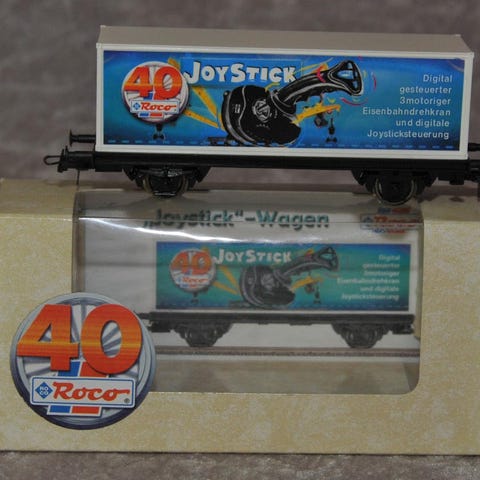 40
Roco
JOYSTICK
Digital
gesteuerter
3motoriger
Eisenbahndrehkran
und digitale
Joysticksteuerung
„Joystick“-Wagen
40
JOYSTICK
Digital
gesteuerter
3motoriger
Eisenbahndrehkran
und digitale
Joysticksteuerung
40
Roco